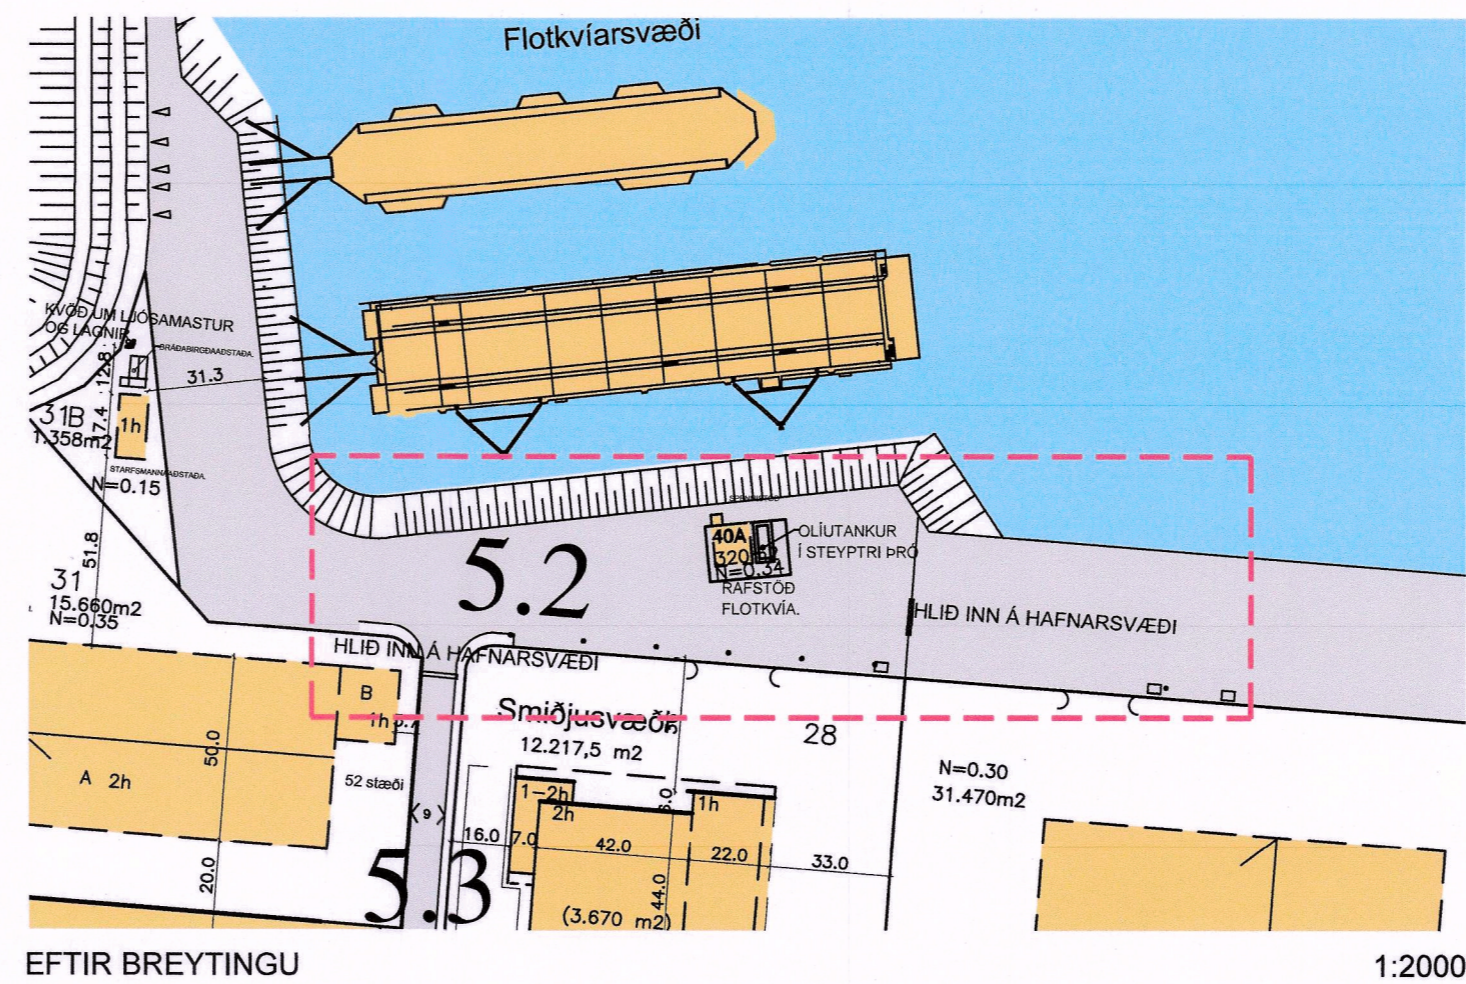 Flotkvíarsvæði
KVÖÐ UM LJÓSAMASTUR
OG LAGNIR
BRÁÐABIRGÐAAÐSTAÐA.
12.8
31.3
17.4
31B
1.358m2
1h
STARFSMANNAAÐSTAÐA.
N=0.15
51.8
31
15.660m2
N=0.35
SPENNISTÖÐ
40A
N=0.34
OLÍUTANKUR
Í STEYPTRI ÞRÓ
RAFSTÖÐ
FLOTKVÍA.
5.2
HLIÐ INN Á HAFNARSVÆÐI
HLIÐ INN Á HAFNARSVÆÐI
B
1h
Smiðjusvæði
12.217,5 m2
28
N=0.30
31.470m2
50.0
A 2h
52 stæði
9
1-2h
2h
1h
16.0
7.0
42.0
22.0
33.0
20.0
44.0
5.3
(3.670 m2)
EFTIR BREYTINGU
1:2000